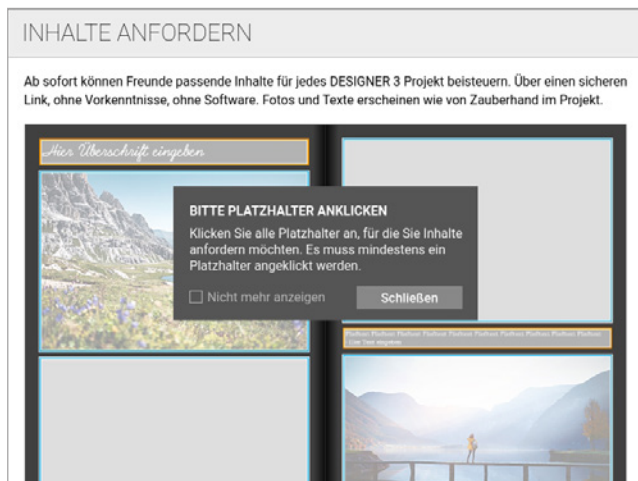 INHALTE ANFORDERN
Ab sofort können Freunde passende Inhalte für jedes DESIGNER 3 Projekt beisteuern. Über einen sicheren
Link, ohne Vorkenntnisse, ohne Software. Fotos und Texte erscheinen wie von Zauberhand im Projekt.
Hier Überschrift eingeben
BITTE PLATZHALTER ANKLICKEN
Klicken Sie alle Platzhalter an, für die Sie Inhalte
anfordern möchten. Es muss mindestens ein
Platzhalter angeklickt werden.
Nicht mehr anzeigen
Schließen